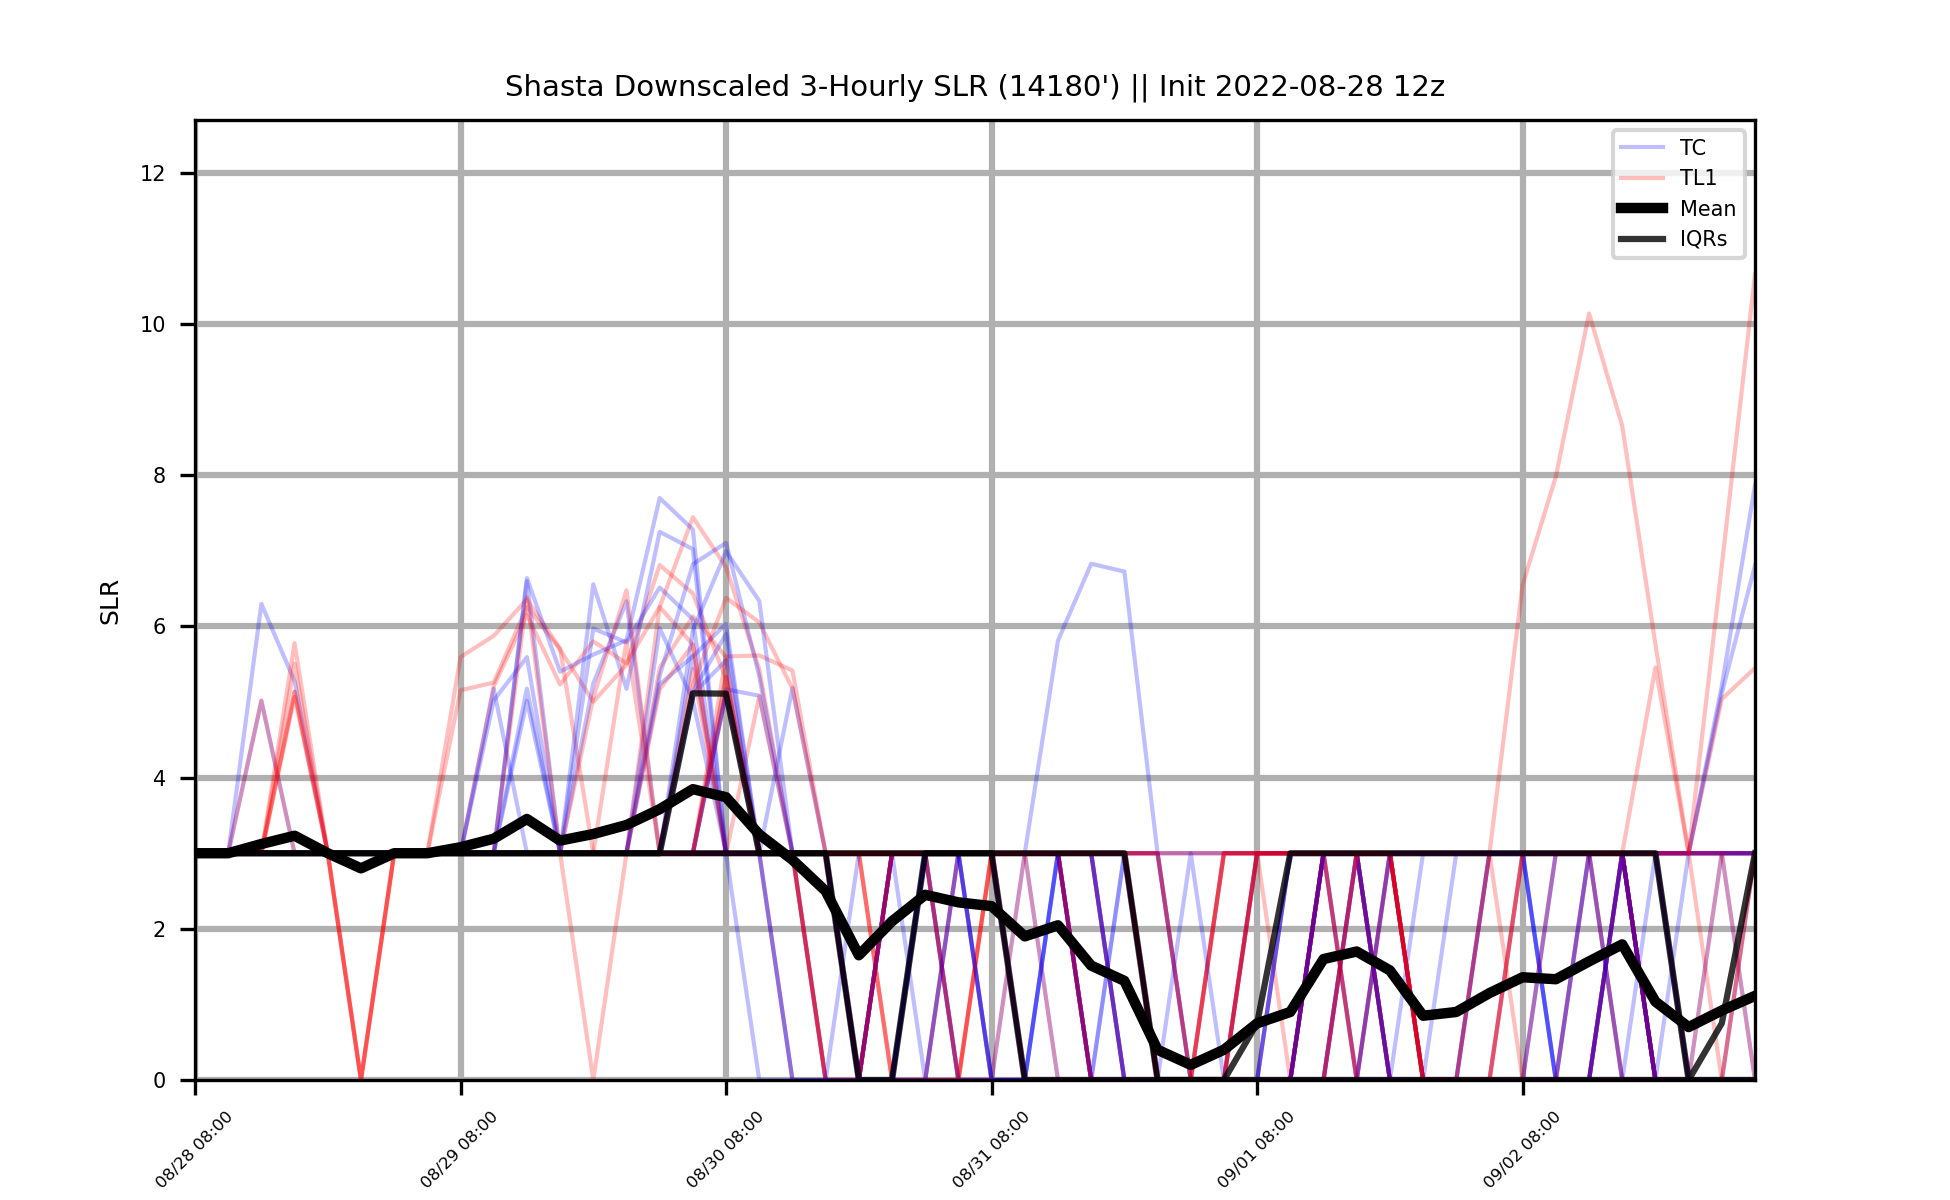 Shasta Downscaled 3-Hourly SLR (14180') || Init 2022-08-28 12z
TC
TL1
Mean
IQRs
SLR
12
10
8
6
4
2
0
08/28 08:00
08/29 08:00
08/30 08:00
08/31 08:00
09/01 08:00
09/02 08:00